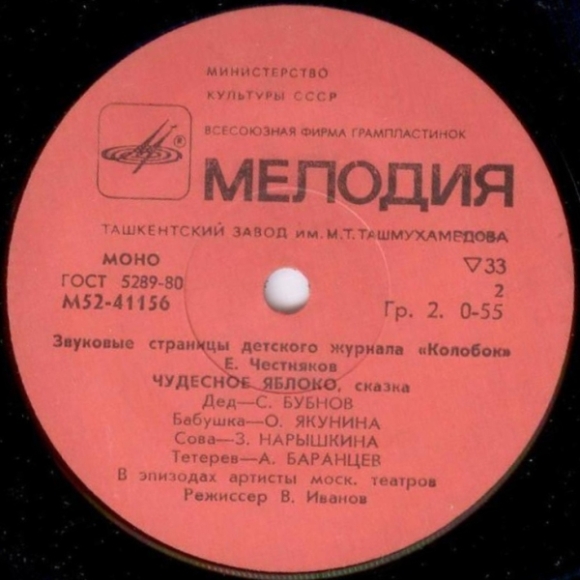 МИНИСТЕРСТВО
КУЛЬТУРЫ СССР
ВСЕСОЮЗНАЯ ФИРМА ГРАМПЛАСТИНОК
®
МЕЛОДИЯ
ТАШКЕНТСКИЙ ЗАВОД ИМ. М.Т. ТАШМУХАМЕДОВА
МОНО
ГОСТ 5289-80
М52-41156
▽33
2
Гр. 2. 0-55
Звуковые страницы детского журнала «Колобок»
Е. Честняков
ЧУДЕСНОЕ ЯБЛОКО, сказка
Дед—С. БУБНОВ
Бабушка—О. ЯКУНИНА
Сова—З. НАРЫШКИНА
Тетерев—А. БАРАНЦЕВ
В эпизодах артисты моск. театров
Режиссер В. Иванов